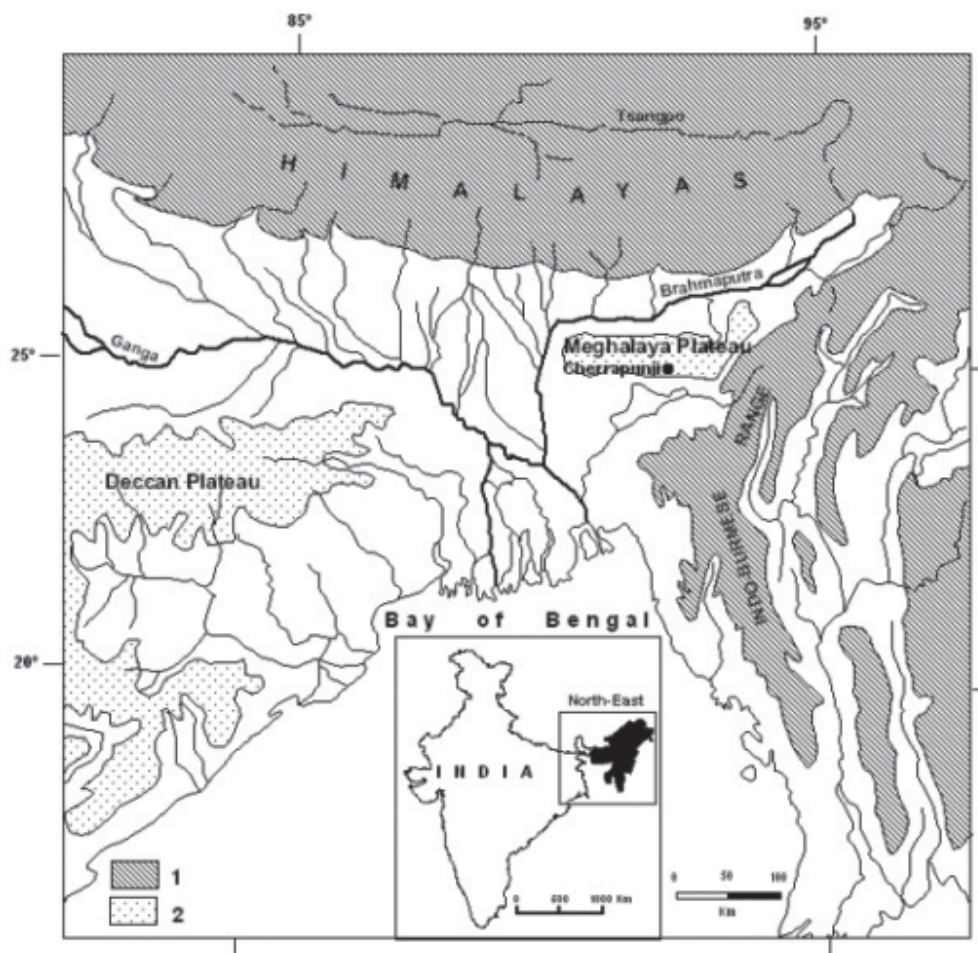 85°
95°
Tsangpo
H I M A L A Y A S
Brahmaputra
Ganga
25°
Meghalaya Plateau
Cherrapunji
RANGE
Deccan Plateau
INDO BURMESE
Bay of Bengal
20°
North-East
I N D I A
1
2
0 50 100
Km
0 500 1000 Km